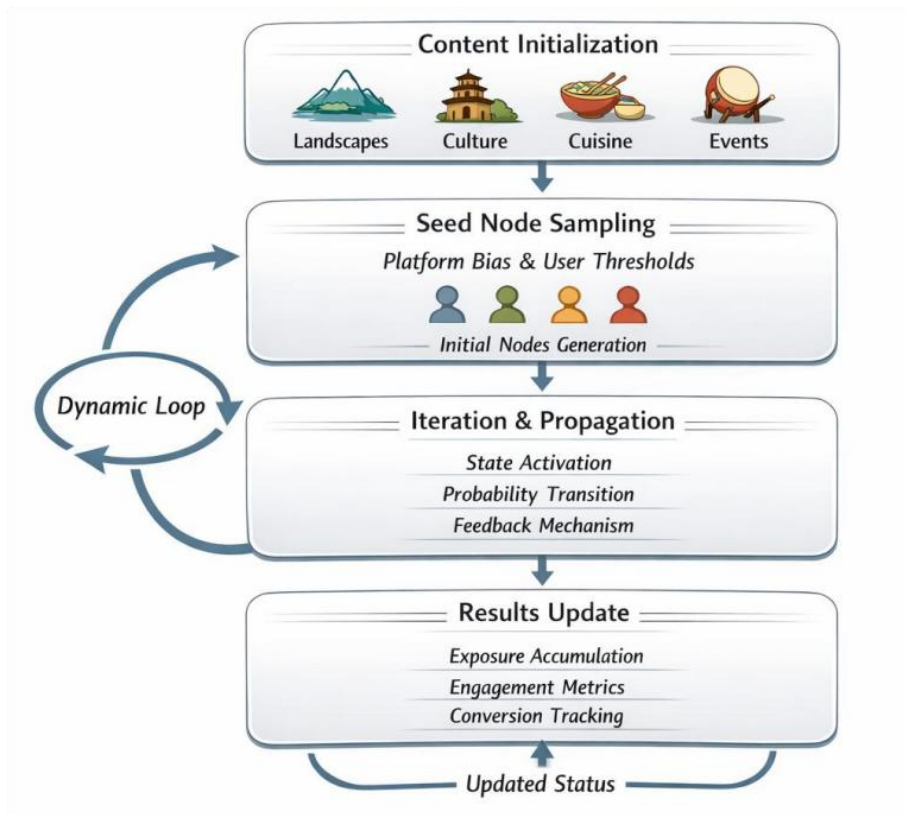 Content Initialization
Landscapes Culture Cuisine Events
Seed Node Sampling
Platform Bias & User Thresholds
Initial Nodes Generation
Dynamic Loop
Iteration & Propagation
State Activation
Probability Transition
Feedback Mechanism
Results Update
Exposure Accumulation
Engagement Metrics
Conversion Tracking
Updated Status